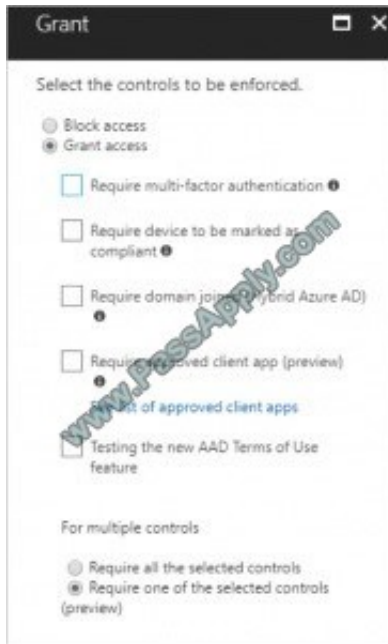 Grant
Select the controls to be enforced.
Block access
Grant access
Require multi-factor authentication
Require device to be marked as
compliant
Require domain joined (Hybrid Azure AD)
Require approved client app (preview)
See list of approved client apps
Testing the new AAD Terms of Use
feature
For multiple controls
Require all the selected controls
Require one of the selected controls
(preview)
www.PassApply.com